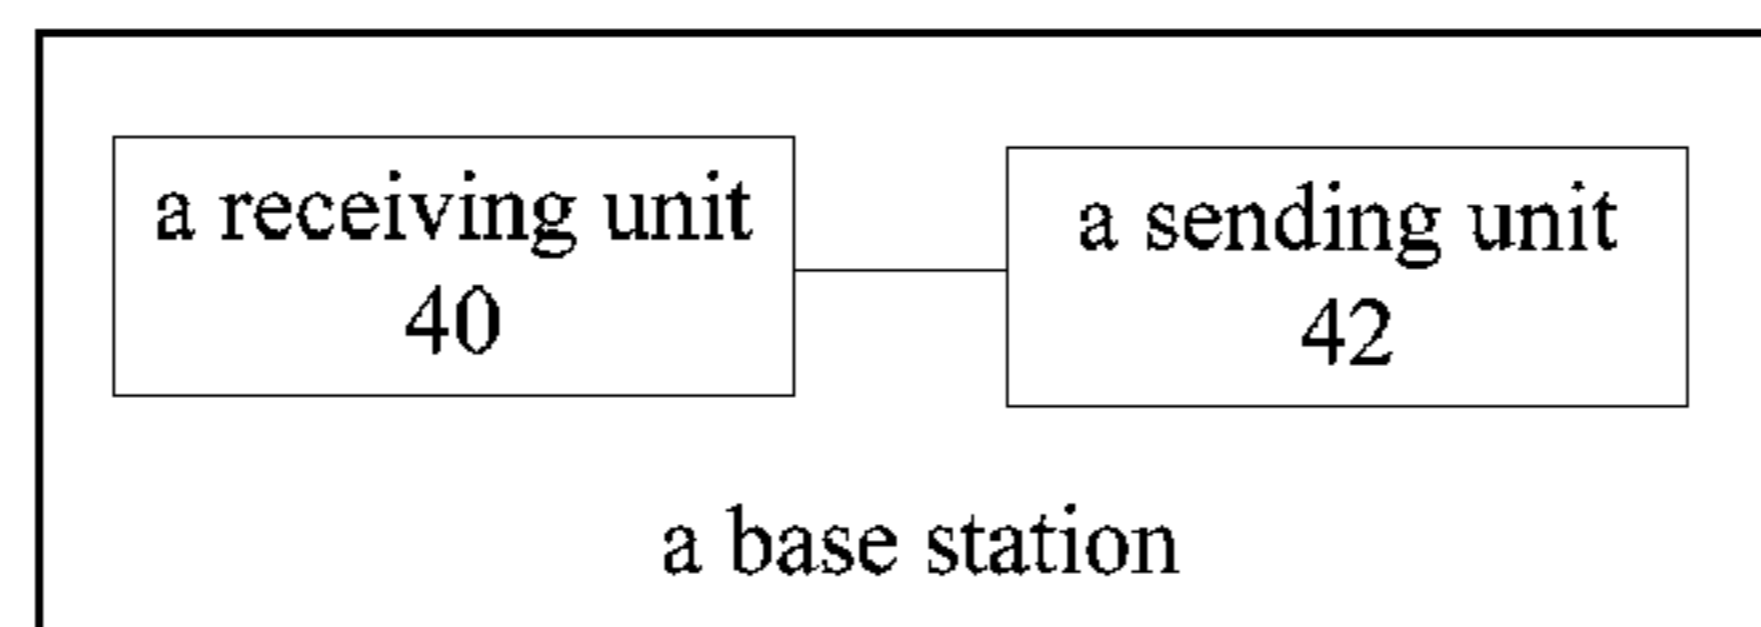 a receiving unit
40
a sending unit
42
a base station